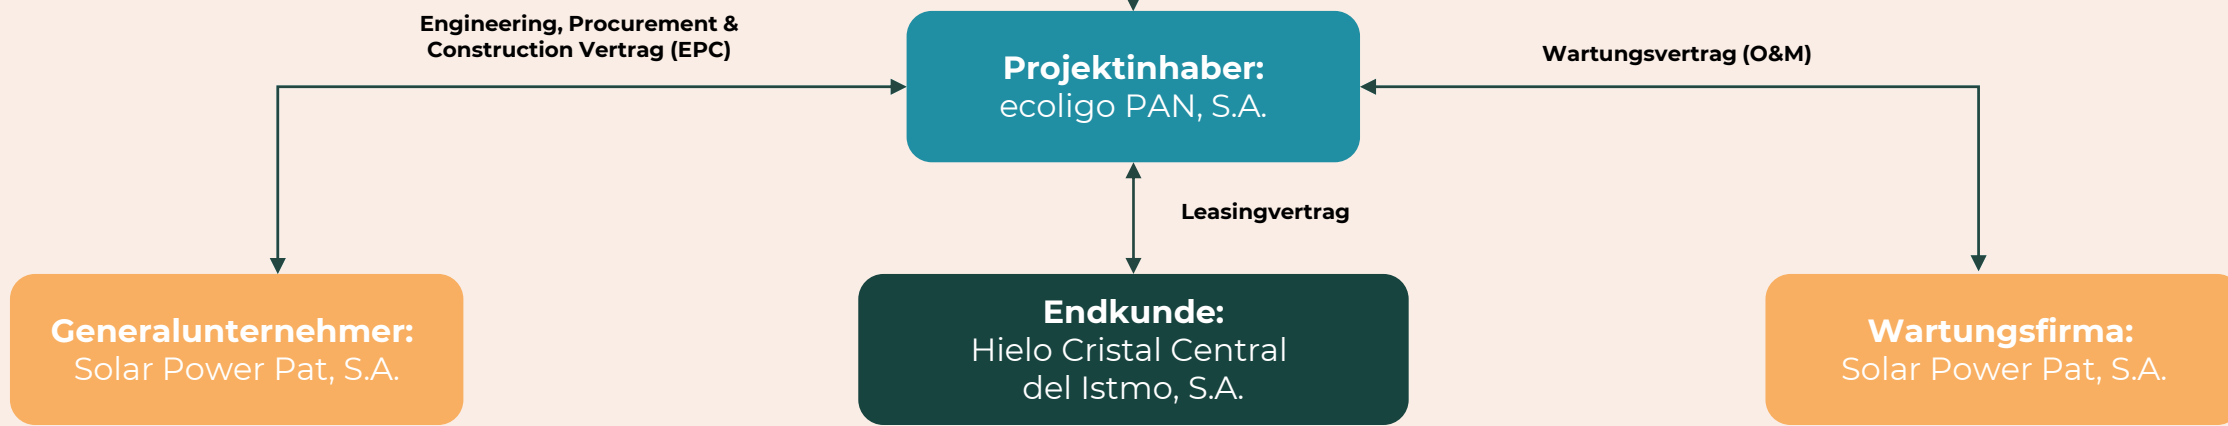 Engineering, Procurement &
Construction Vertrag (EPC)
Projektinhaber:
ecoligo PAN, S.A.
Wartungsvertrag (O&M)
Leasingvertrag
Generalunternehmer:
Solar Power Pat, S.A.
Endkunde:
Hielo Cristal Central
del Istmo, S.A.
Wartungsfirma:
Solar Power Pat, S.A.